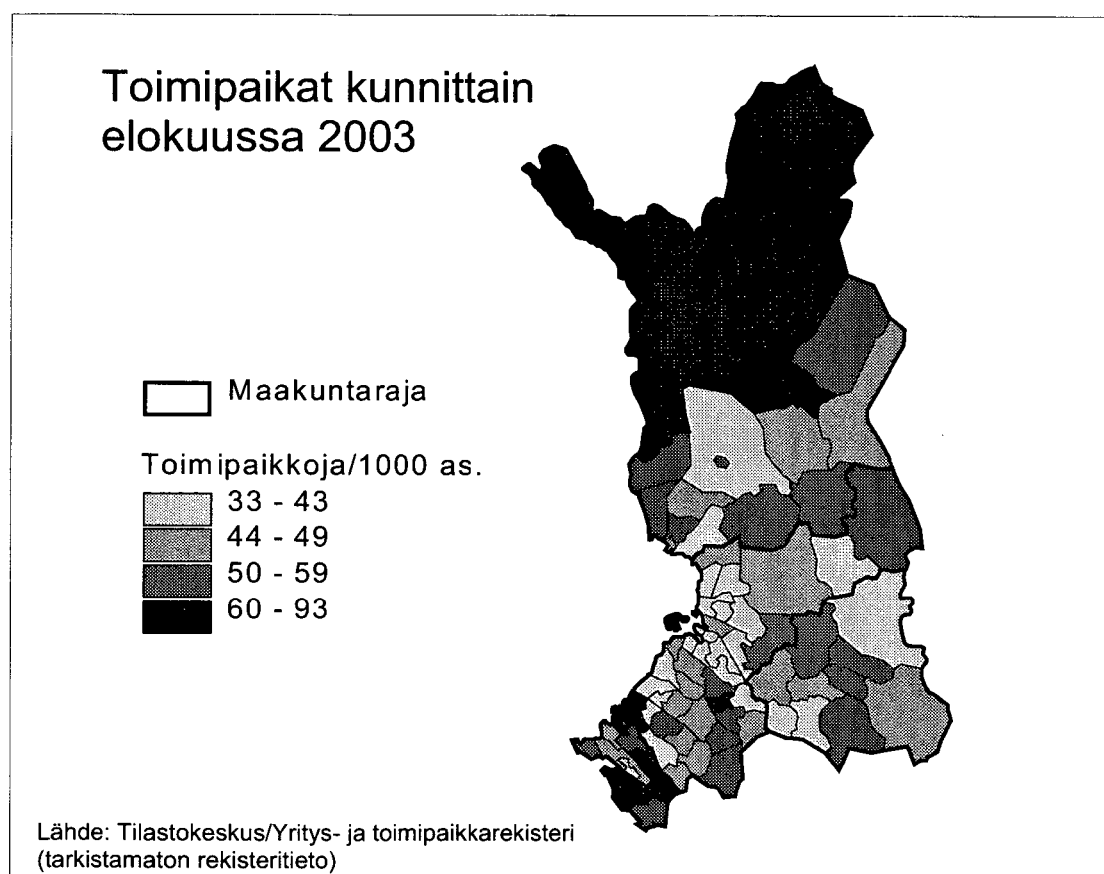 Toimipaikat kunnittain
elokuussa 2003
Maakuntaraja
Toimipaikkoja/1000 as.
33 - 43
44 - 49
50 - 59
60 - 93
Lähde: Tilastokeskus/Yritys- ja toimipaikkarekisteri
(tarkistamaton rekisteritieto)